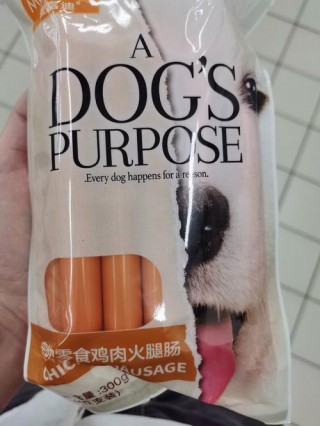 A
DOG'S
PURPOSE
.Every dog happens for a reason.
零食鸡肉火腿肠
SAUSAGE
300g